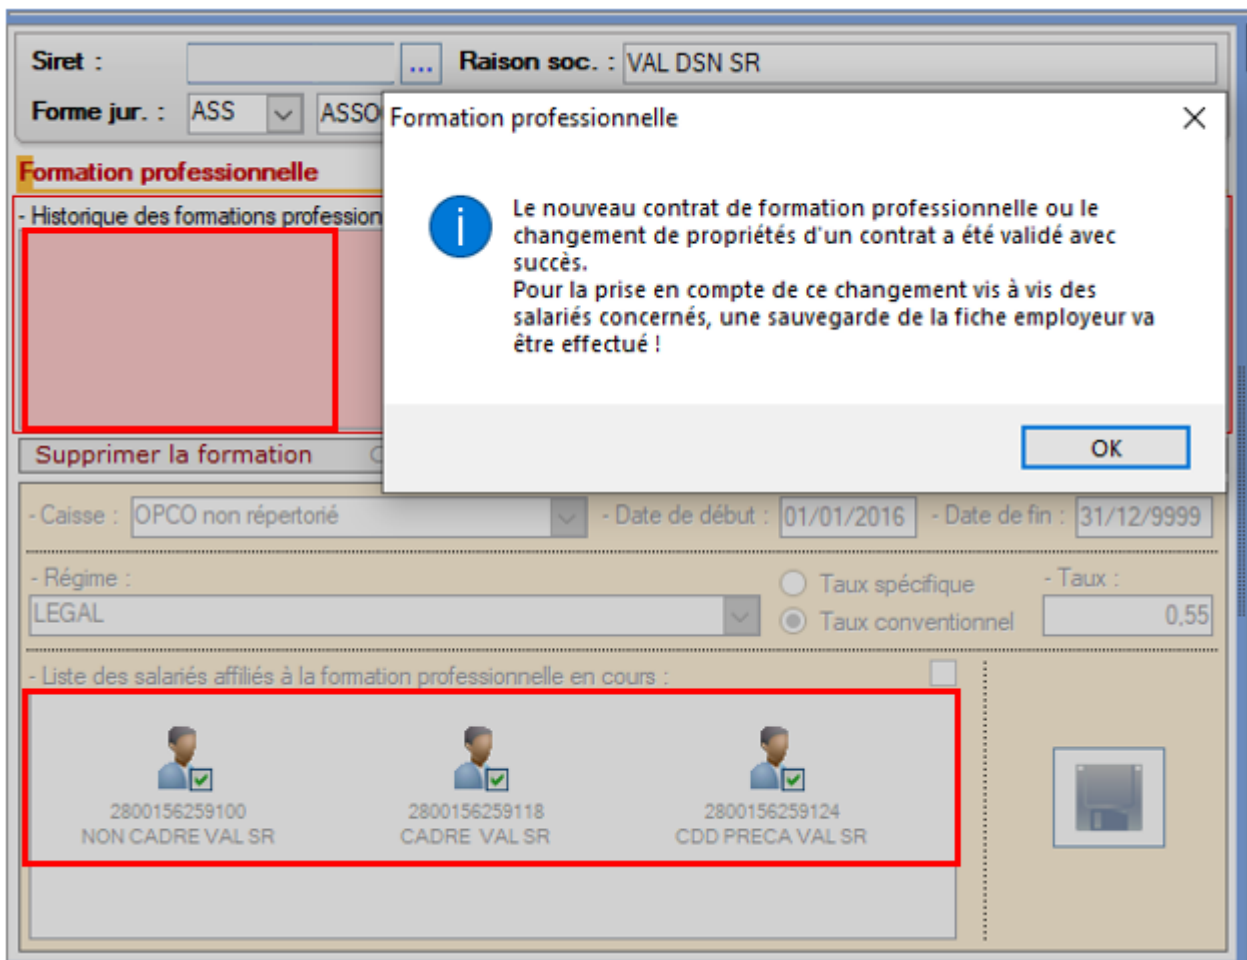 Siret :
...
Raison soc. : VAL DSN SR
Forme jur. : ASS
Formation professionnelle
Formation professionnelle
- Historique des formations
Le nouveau contrat de formation professionnelle ou le
changement de propriétés d'un contrat a été validé avec
succès.
Pour la prise en compte de ce changement vis à vis des
salariés concernés, une sauvegarde de la fiche employeur va
être effectué !
OK
Supprimer la formation
- Caisse : OPCO non répertorié - Date de début : 01/01/2016 - Date de fin : 31/12/9999
- Régime :
LEGAL
Taux spécifique
Taux conventionnel
- Taux :
0,55
- Liste des salariés affiliés à la formation professionnelle en cours :
2800156259100
NON CADRE VAL SR
2800156259118
CADRE VAL SR
2800156259124
CDD PRECA VAL SR